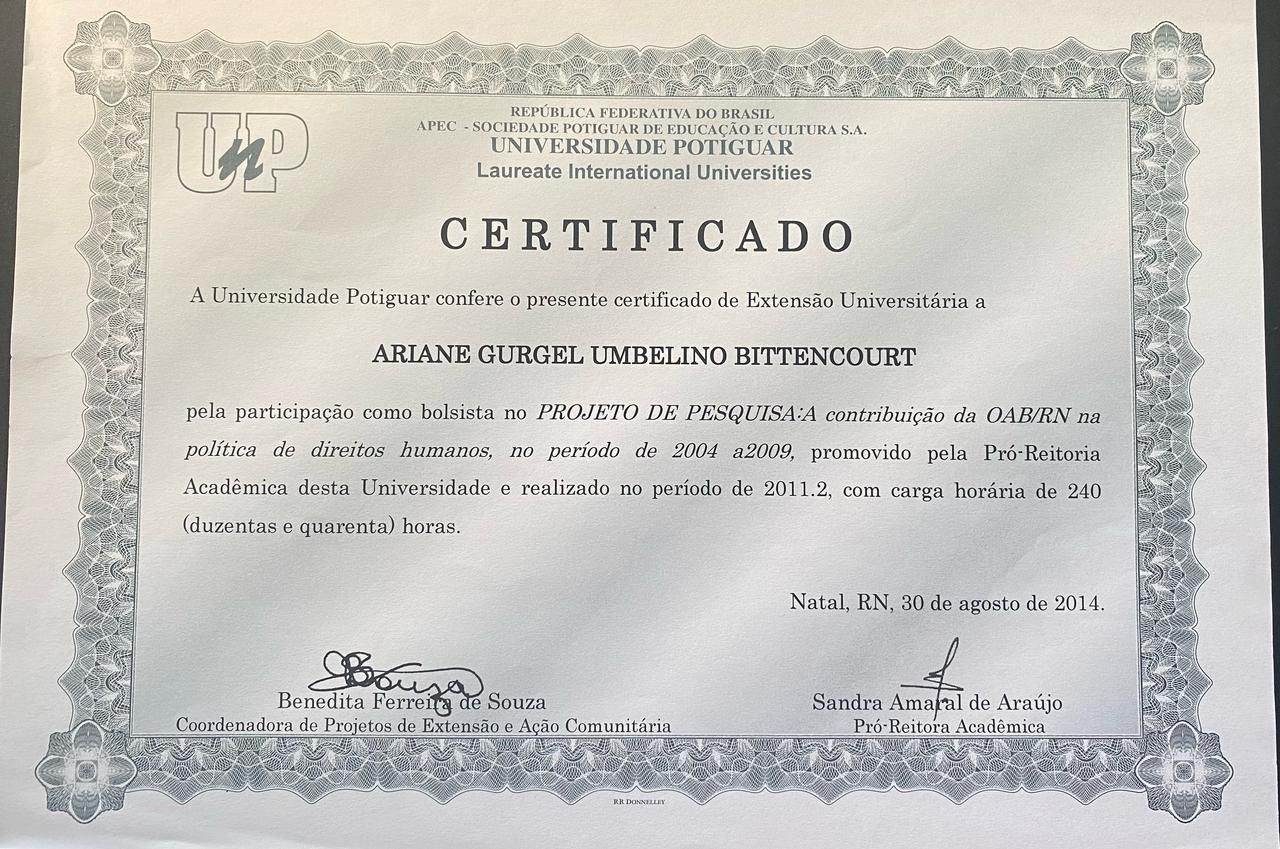 UnP
REPÚBLICA FEDERATIVA DO BRASIL
APEC - SOCIEDADE POTIGUAR DE EDUCAÇÃO E CULTURA S.A.
UNIVERSIDADE POTIGUAR
Laureate International Universities
CERTIFICADO
A Universidade Potiguar confere o presente certificado de Extensão Universitária a
ARIANE GURGEL UMBELINO BITTENCOURT
pela participação como bolsista no PROJETO DE PESQUISA:A contribuição da OAB/RN na
política de direitos humanos, no período de 2004 a2009, promovido pela Pró-Reitoria
Acadêmica desta Universidade e realizado no período de 2011.2, com carga horária de 240
(duzentas e quarenta) horas.
Natal, RN, 30 de agosto de 2014.
BSouza
Benedita Ferreira de Souza
Coordenadora de Projetos de Extensão e Ação Comunitária
Sandra Amaral de Araújo
Pró-Reitora Acadêmica
RR DONNELLEY